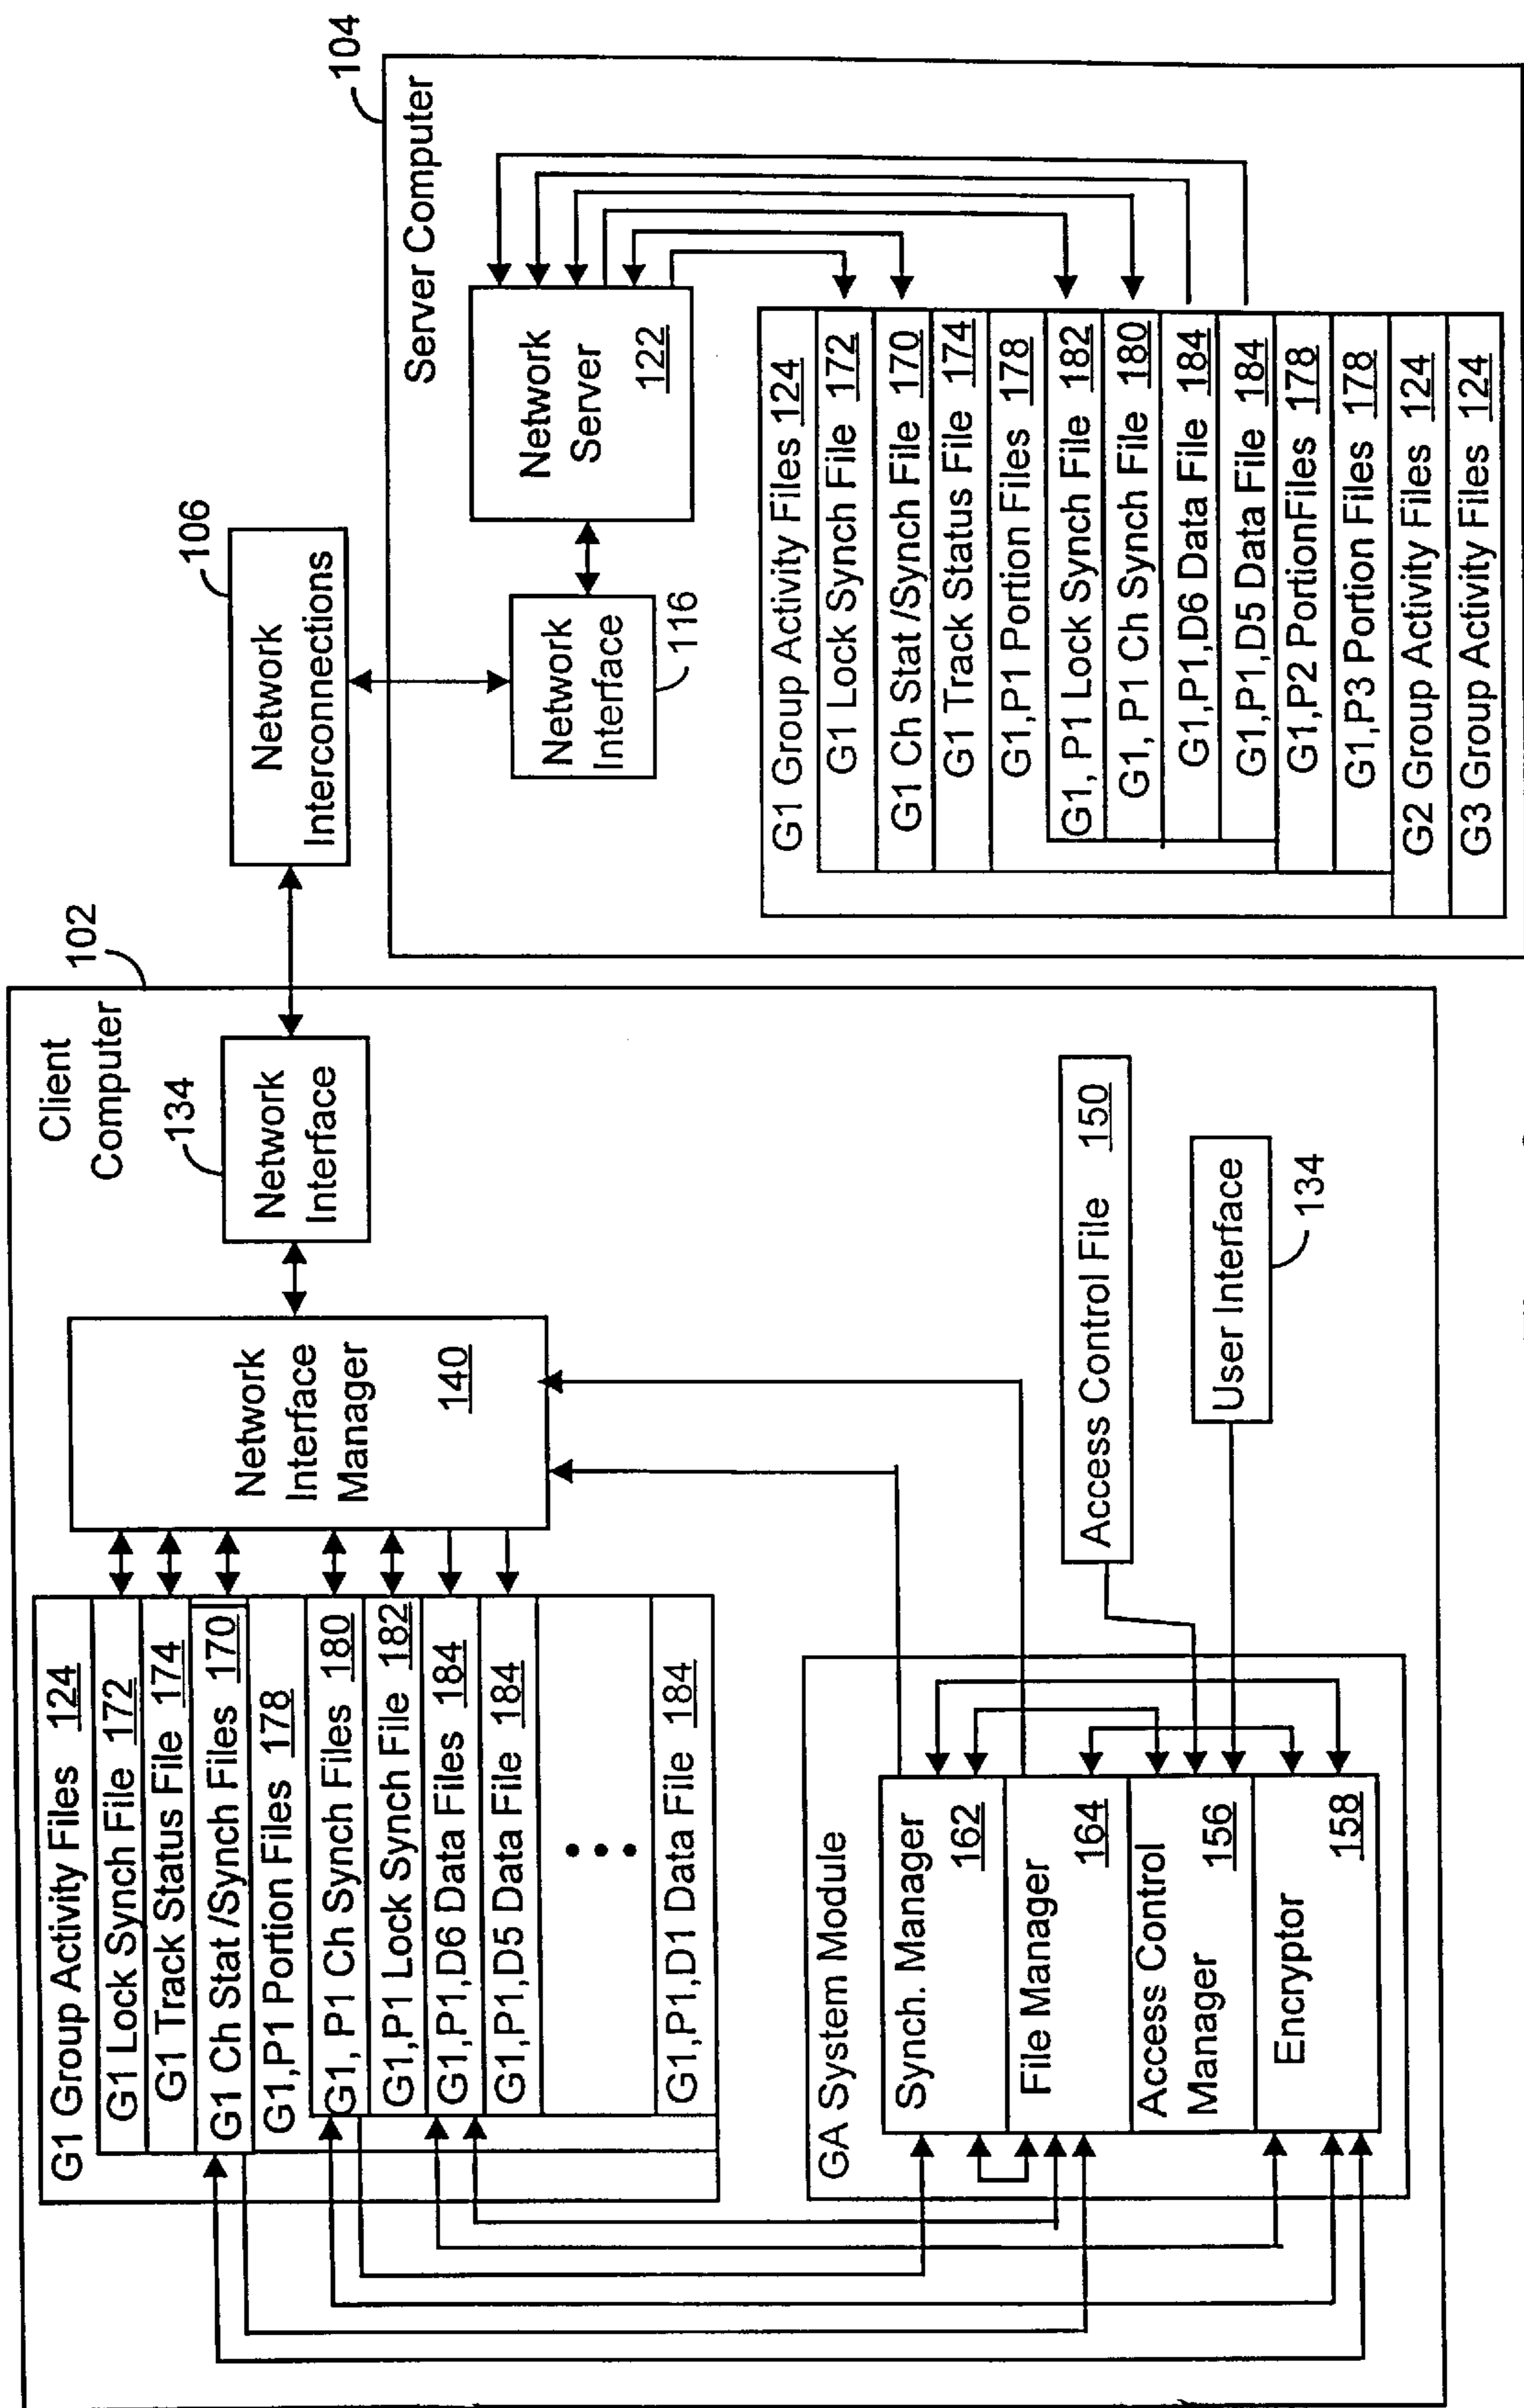 Client
Computer
102
134
Network
Interface
Network
Interface
Manager
140
G1 Group Activity Files 124
G1 Lock Synch File 172
G1 Track Status File 174
G1 Ch Stat /Synch Files 170
G1,P1 Portion Files 178
G1, P1 Ch Synch Files 180
G1,P1 Lock Synch File 182
G1,P1,D6 Data Files 184
G1,P1,D5 Data File 184
G1,P1,D1 Data File 184
GA System Module
Synch. Manager
162
File Manager
164
Access Control
Manager 156
Encryptor
158
Access Control File 150
User Interface
134
106
Network
Interconnections
104
Server Computer
Network
Server
122
Network
Interface
116
G1 Group Activity Files 124
G1 Lock Synch File 172
G1 Ch Stat /Synch File 170
G1 Track Status File 174
G1,P1 Portion Files 178
G1, P1 Lock Synch File 182
G1, P1 Ch Synch File 180
G1,P1,D6 Data File 184
G1,P1,D5 Data File 184
G1,P2 PortionFiles 178
G1,P3 Portion Files 178
G2 Group Activity Files 124
G3 Group Activity Files 124